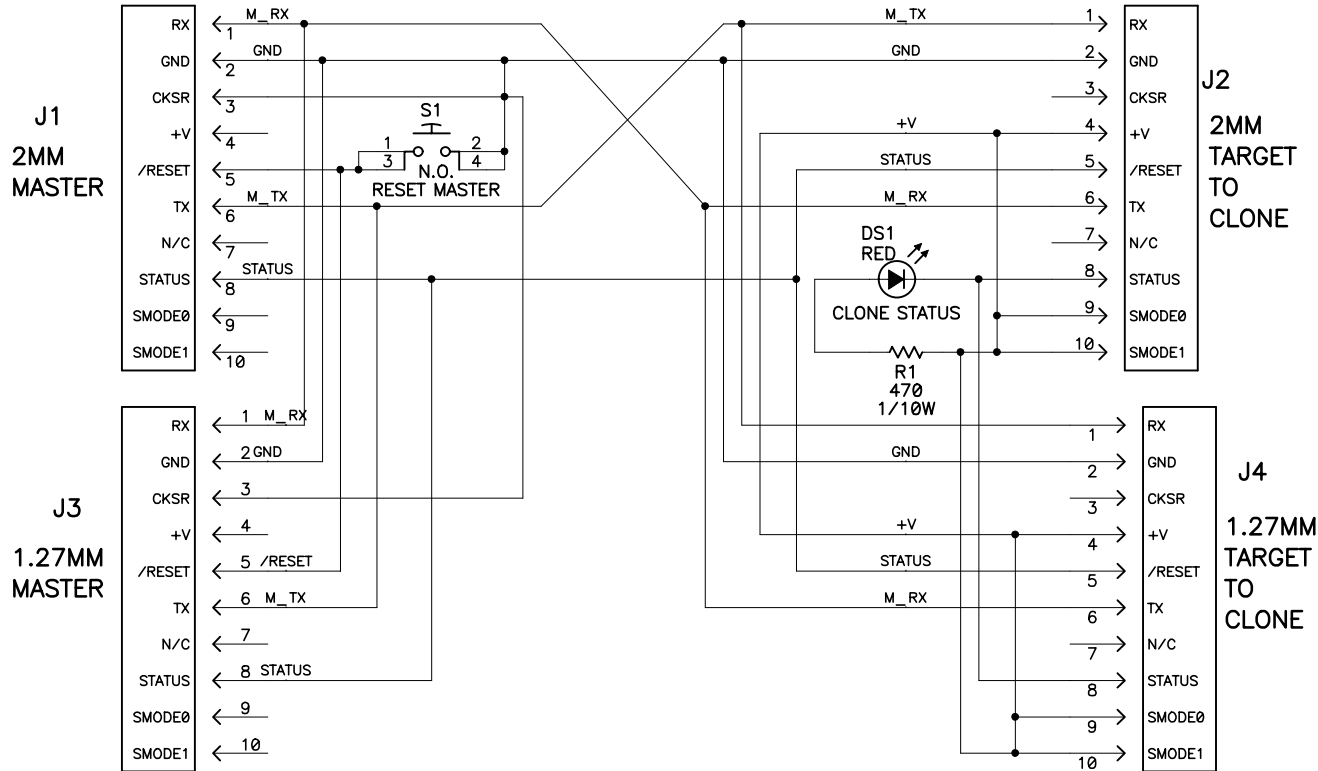 J1
2MM
MASTER
RX
GND
CKSR
+V
/RESET
TX
N/C
STATUS
SMODE0
SMODE1
1
2
3
4
5
6
7
8
9
10
M_RX
GND
M_TX
STATUS
S1
1
3
2
4
N.O.
RESET MASTER
M_TX
GND
+V
STATUS
M_RX
DS1
RED
CLONE STATUS
R1
470
1/10W
1
2
3
4
5
6
7
8
9
10
RX
GND
CKSR
+V
/RESET
TX
N/C
STATUS
SMODE0
SMODE1
J2
2MM
TARGET
TO
CLONE
J3
1.27MM
MASTER
RX
GND
CKSR
+V
/RESET
TX
N/C
STATUS
SMODE0
SMODE1
1 M_RX
2 GND
3
4
5 /RESET
6 M_TX
7
8 STATUS
9
10
GND
+V
STATUS
M_RX
1
2
3
4
5
6
7
8
9
10
RX
GND
CKSR
+V
/RESET
TX
N/C
STATUS
SMODE0
SMODE1
J4
1.27MM
TARGET
TO
CLONE